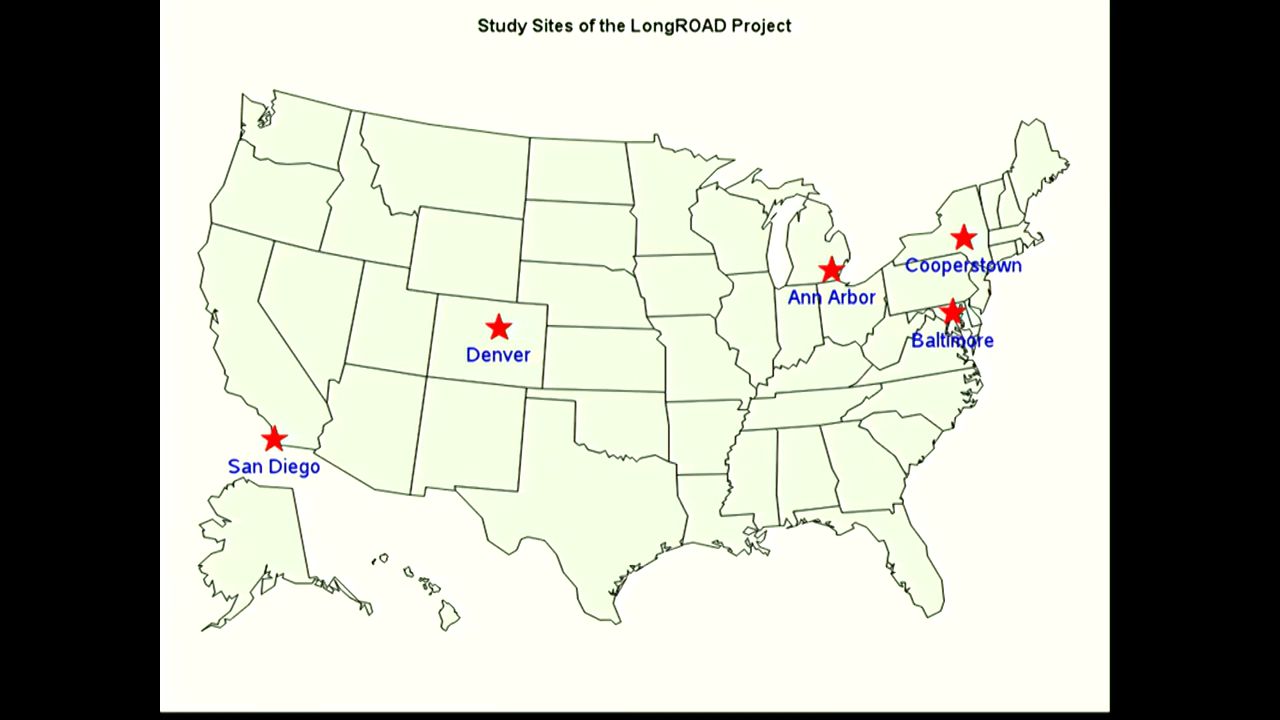 Study Sites of the LongROAD Project
Cooperstown
Ann Arbor
Baltimore
Denver
San Diego